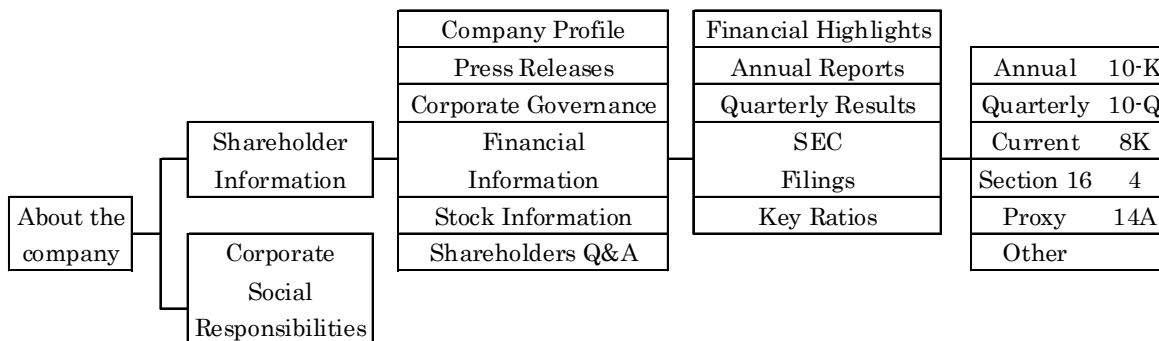 About the
company
Shareholder
Information
Corporate
Social
Responsibilities
Company Profile
Press Releases
Corporate Governance
Financial
Information
Stock Information
Shareholders Q&A
Financial Highlights
Annual Reports
Quarterly Results
SEC
Filings
Key Ratios
Annual 10-K
Quarterly 10-Q
Current 8K
Section 16 4
Proxy 14A
Other